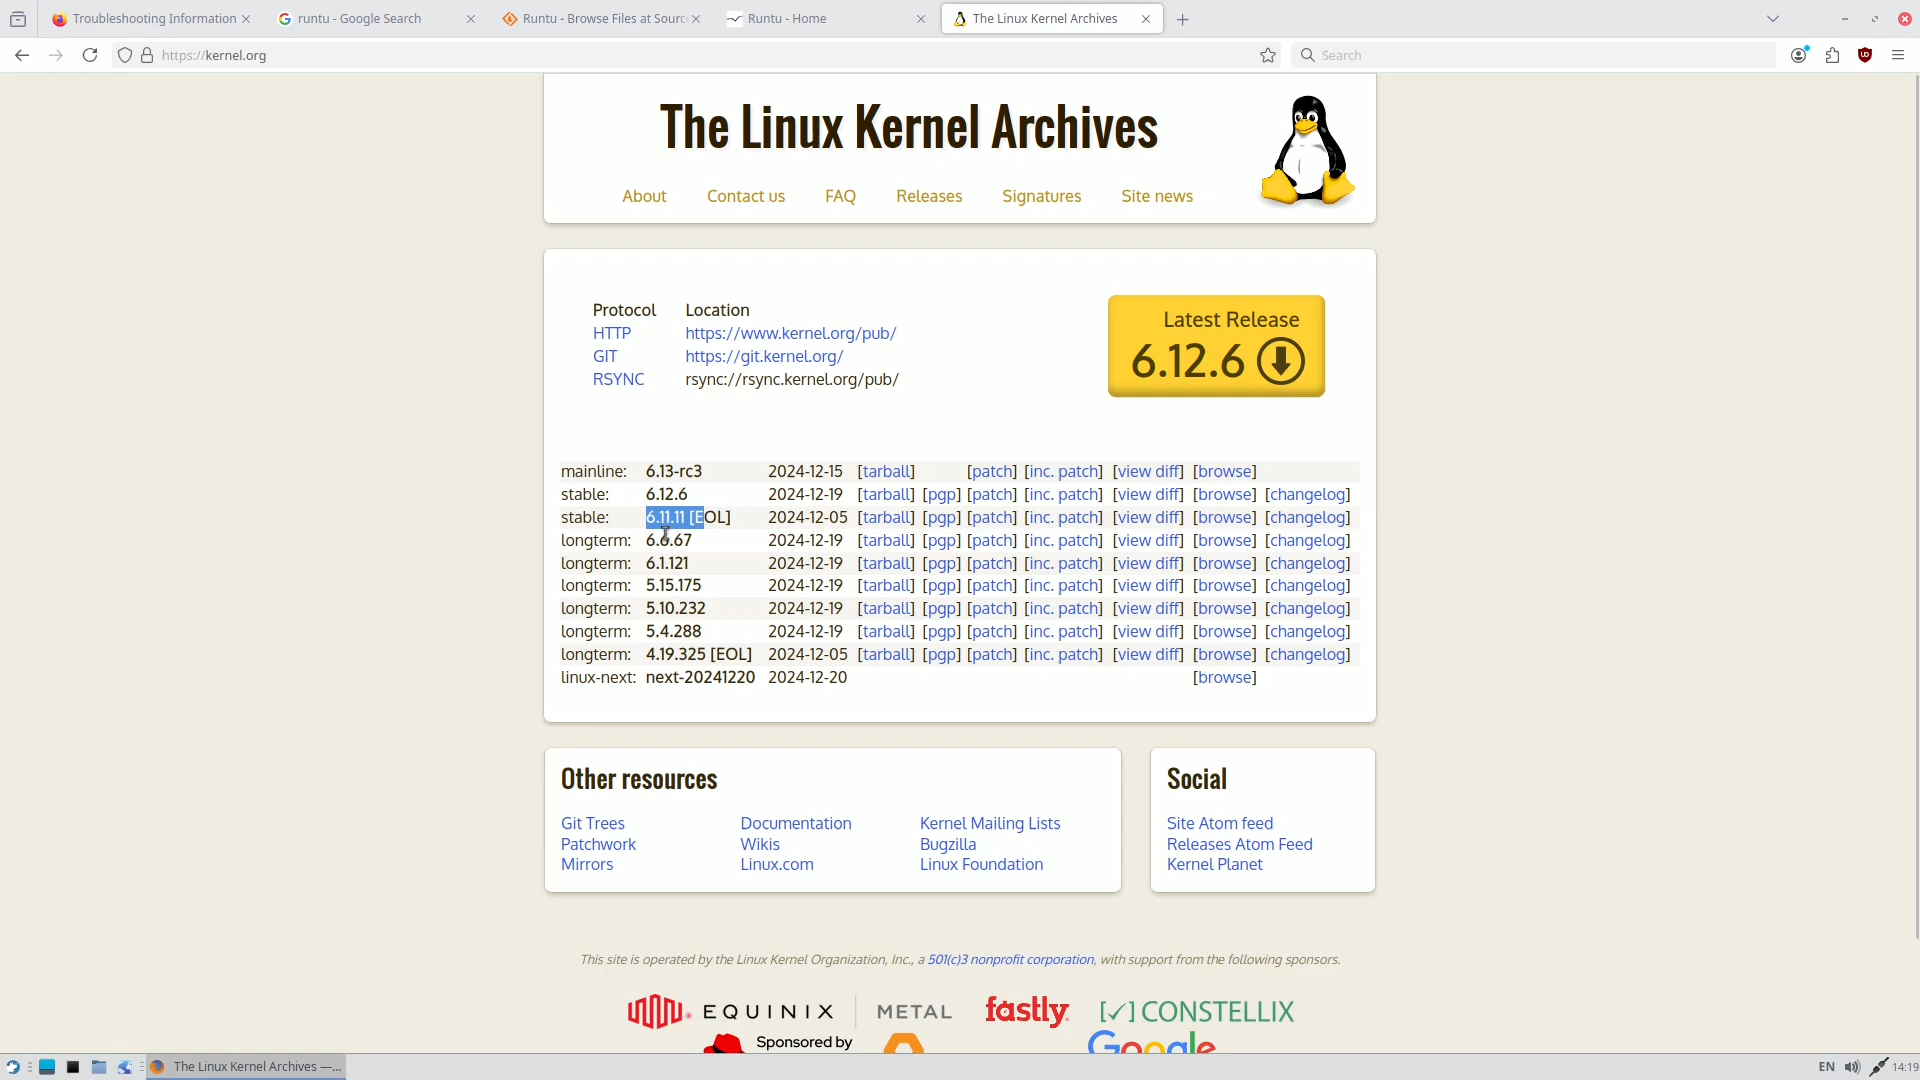 Troubleshooting Information
runtu - Google Search
Runtu - Browse Files at Sourc
Runtu - Home
The Linux Kernel Archives
https://kernel.org
Search
The Linux Kernel Archives
About Contact us FAQ Releases Signatures Site news
Protocol Location
HTTP https://www.kernel.org/pub/
GIT https://git.kernel.org/
RSYNC rsync://rsync.kernel.org/pub/
Latest Release
6.12.6
mainline: 6.13-rc3 2024-12-15 [tarball] [patch] [inc. patch] [view diff] [browse]
stable: 6.12.6 2024-12-19 [tarball] [pgp] [patch] [inc. patch] [view diff] [browse] [changelog]
stable: 6.11.11 [EOL] 2024-12-05 [tarball] [pgp] [patch] [inc. patch] [view diff] [browse] [changelog]
longterm: 6.6.67 2024-12-19 [tarball] [pgp] [patch] [inc. patch] [view diff] [browse] [changelog]
longterm: 6.1.121 2024-12-19 [tarball] [pgp] [patch] [inc. patch] [view diff] [browse] [changelog]
longterm: 5.15.175 2024-12-19 [tarball] [pgp] [patch] [inc. patch] [view diff] [browse] [changelog]
longterm: 5.10.232 2024-12-19 [tarball] [pgp] [patch] [inc. patch] [view diff] [browse] [changelog]
longterm: 5.4.288 2024-12-19 [tarball] [pgp] [patch] [inc. patch] [view diff] [browse] [changelog]
longterm: 4.19.325 [EOL] 2024-12-05 [tarball] [pgp] [patch] [inc. patch] [view diff] [browse] [changelog]
linux-next: next-20241220 2024-12-20 [browse]
Other resources
Git Trees Documentation Kernel Mailing Lists
Patchwork Wikis Bugzilla
Mirrors Linux.com Linux Foundation
Social
Site Atom feed
Releases Atom Feed
Kernel Planet
This site is operated by the Linux Kernel Organization, Inc., a 501(c)3 nonprofit corporation, with support from the following sponsors.
EQUINIX METAL fastly CONSTELLIX
Sponsored by
Google
The Linux Kernel Archives —...
EN
14:19